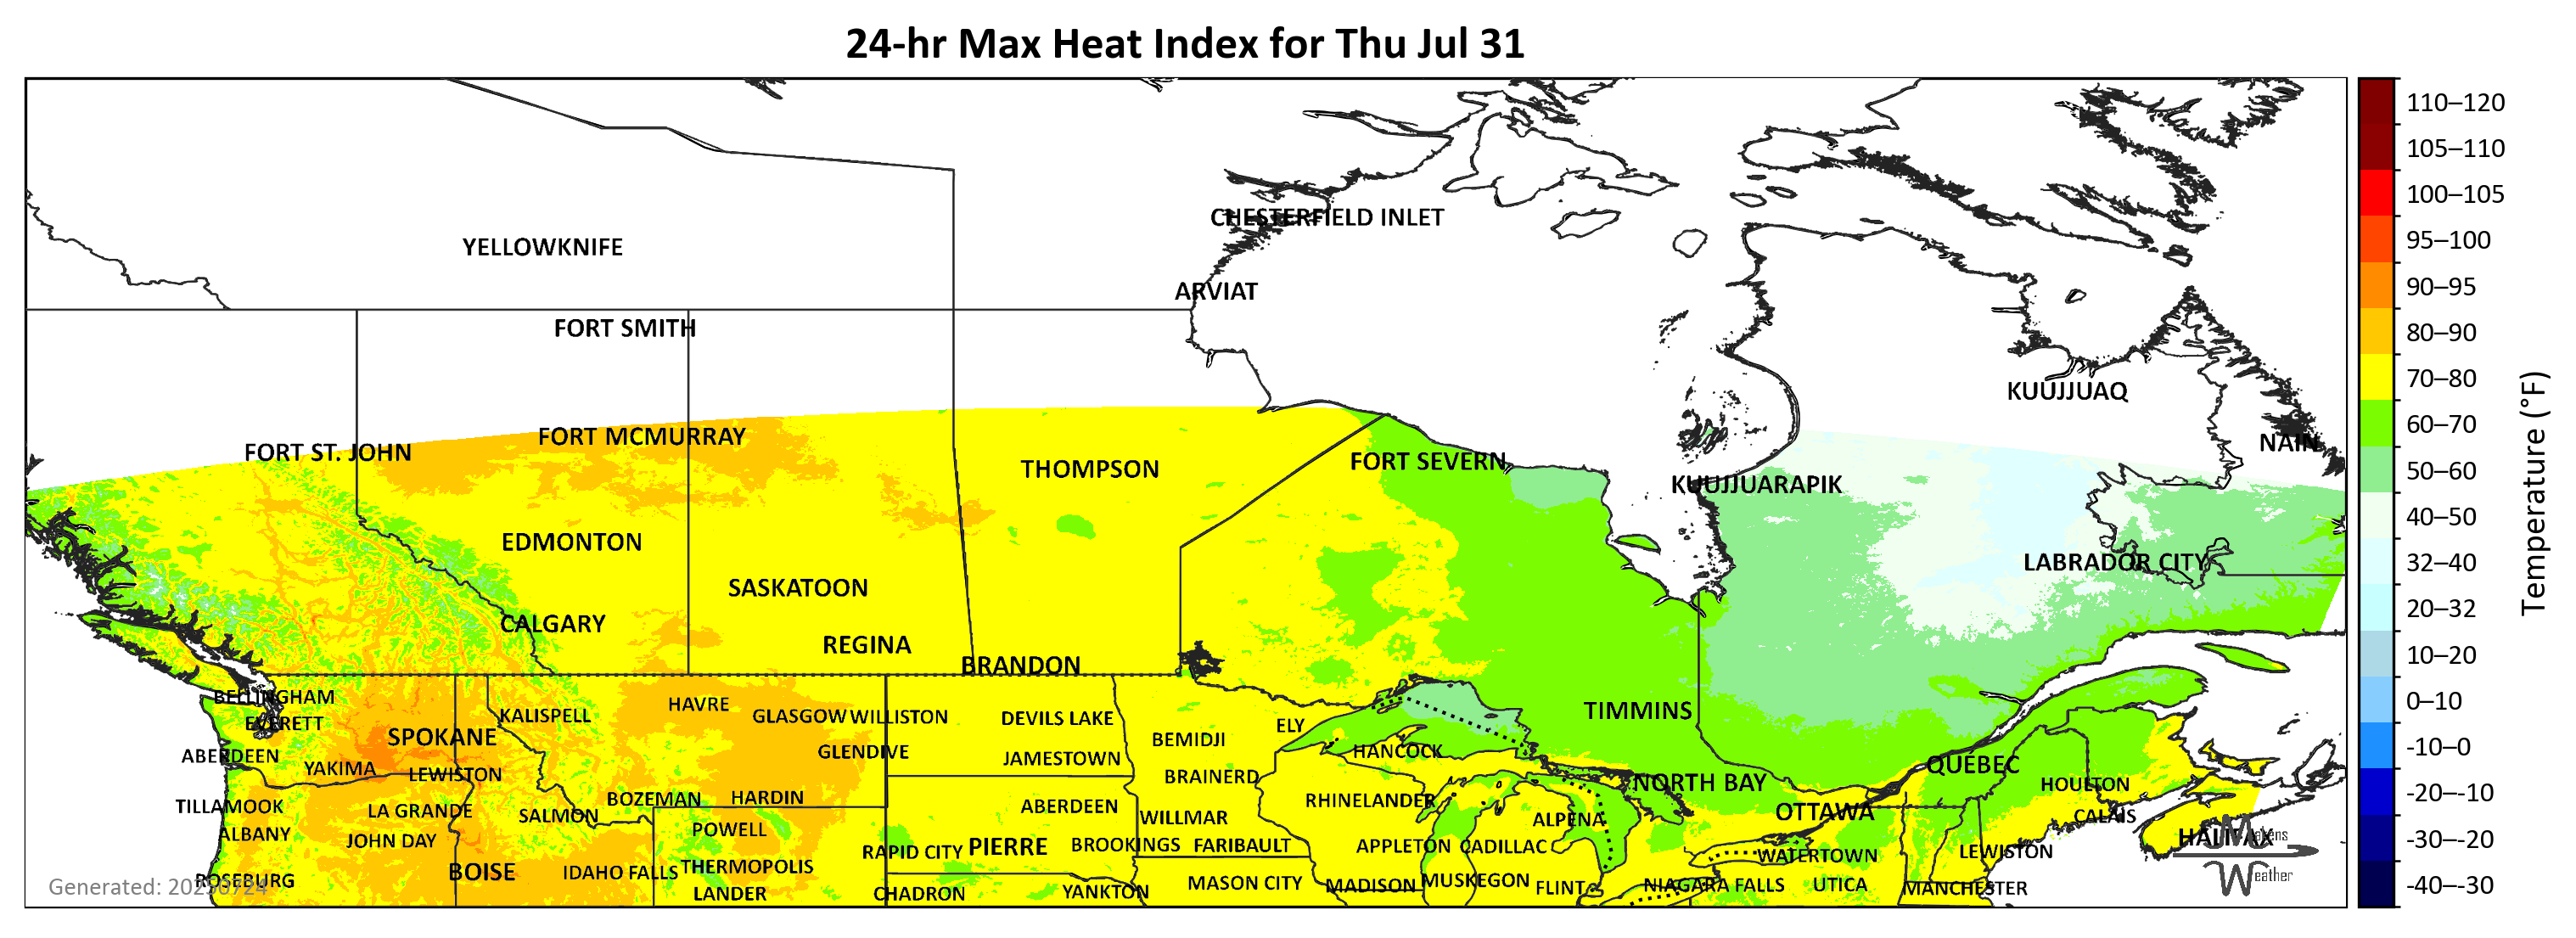 24-hr Max Heat Index for Thu Jul 31
110–120
105–110
CHESTERFIELD INLET
100–105
YELLOWKNIFE
95–100
ARVIAT
90–95
FORT SMITH
80–90
KUUJJUAQ
70–80
FORT MCMURRAY
60–70
NAIN
FORT ST. JOHN
FORT SEVERN
THOMPSON
50–60
KUUJJUARAPIK
40–50
EDMONTON
LABRADOR CITY
32–40
SASKATOON
20–32
CALGARY
REGINA
BRANDON
10–20
BELLINGHAM
HAVRE
0–10
TIMMINS
KALISPELL
GLASGOW
WILLISTON
DEVILS LAKE
EVERETT
ELY
SPOKANE
BEMIDJI
-10–0
ABERDEEN
GLENDIVE
JAMESTOWN
HANCOCK
QUÉBEC
YAKIMA
LEWISTON
BRAINERD
NORTH BAY
HOULTON
-20–-10
BOZEMAN
HARDIN
RHINELANDER
TILLAMOOK
LA GRANDE
SALMON
ABERDEEN
WILLMAR
ALPENA
OTTAWA
CALAIS
ALBANY
JOHN DAY
POWELL
HALIFAX
Makens
Weather
-30–-20
RAPID CITY
PIERRE
BROOKINGS
FARIBAULT
APPLETON
CADILLAC
WATERTOWN
LEWISTON
BOISE
IDAHO FALLS
THERMOPOLIS
ROSEBURG
Generated: 20250724
LANDER
CHADRON
YANKTON
MASON CITY
MADISON
MUSKEGON
FLINT
NIAGARA FALLS
UTICA
MANCHESTER
-40–-30
Temperature (°F)